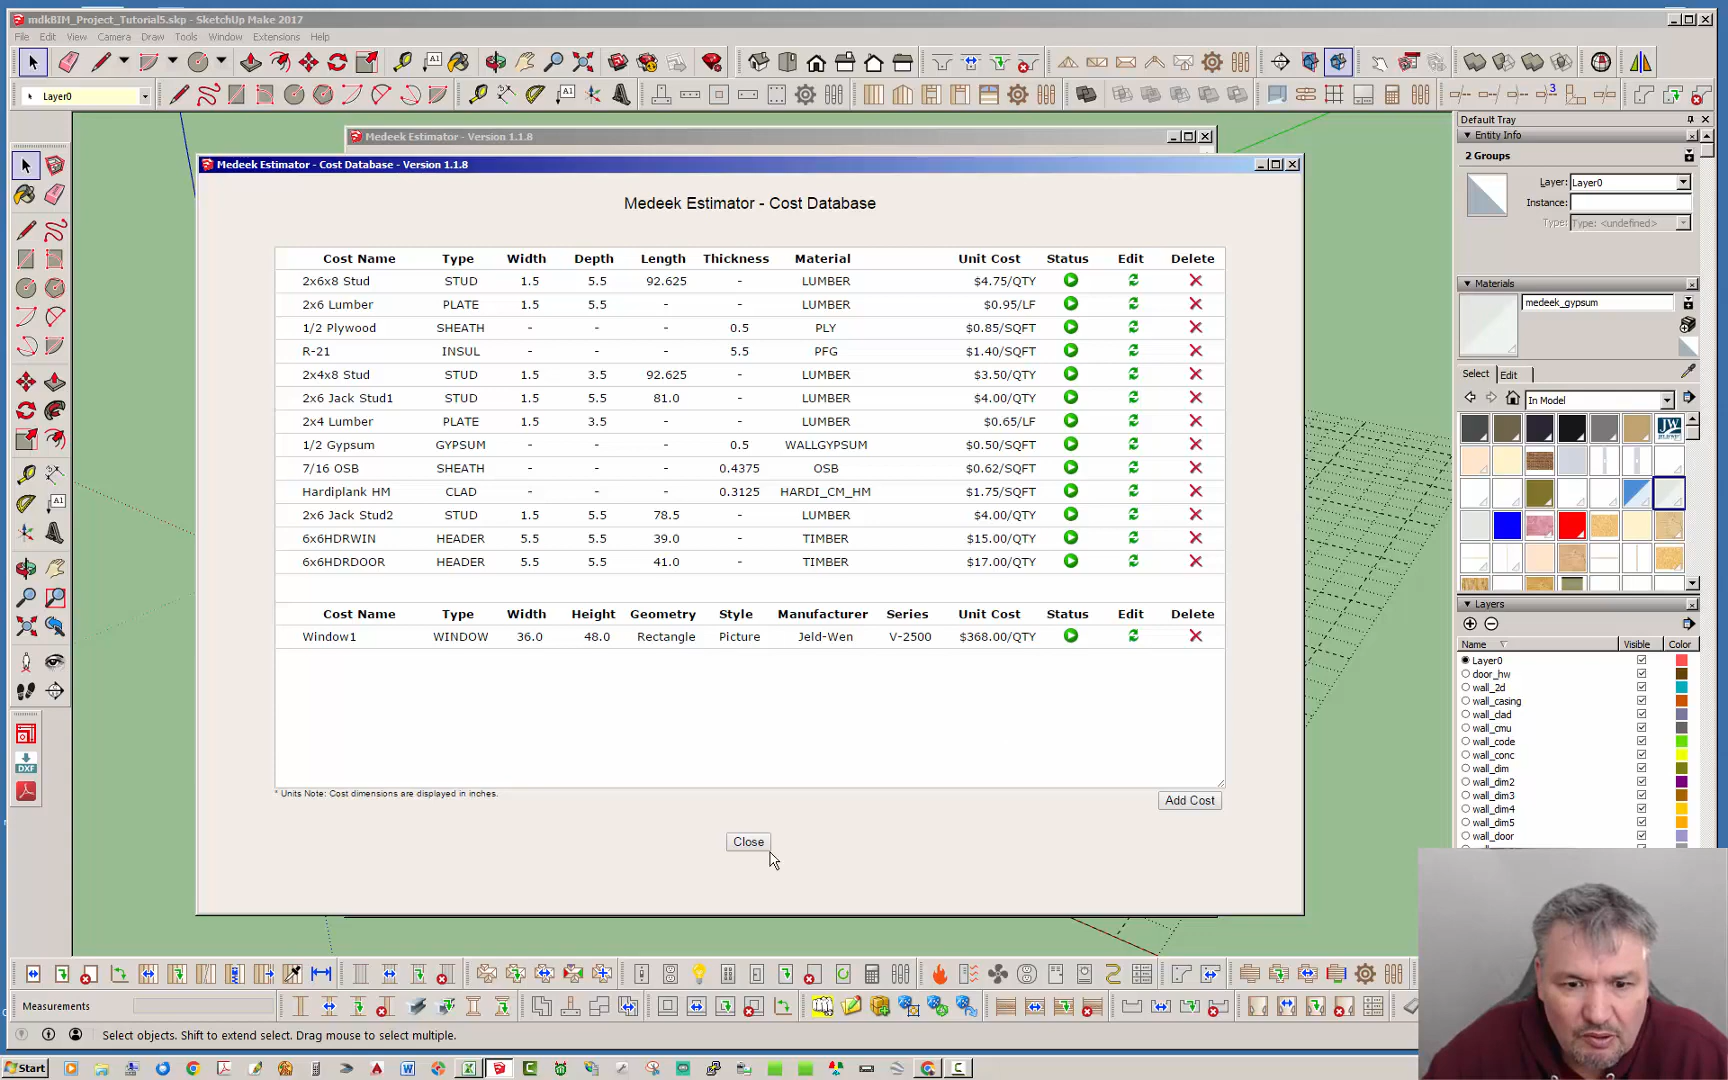 mdkBIM_Project_Tutorial5.skp - SketchUp Make 2017
File Edit View Camera Draw Tools Window Extensions Help
Layer0
Medeek Estimator - Version 1.1.8
Medeek Estimator - Cost Database - Version 1.1.8
Medeek Estimator - Cost Database
Cost Name Type Width Depth Length Thickness Material Unit Cost Status Edit Delete
2x6x8 Stud STUD 1.5 5.5 92.625 - LUMBER $4.75/QTY
2x6 Lumber PLATE 1.5 5.5 - - LUMBER $0.95/LF
1/2 Plywood SHEATH - - - 0.5 PLY $0.85/SQFT
R-21 INSUL - - - 5.5 PFG $1.40/SQFT
2x4x8 Stud STUD 1.5 3.5 92.625 - LUMBER $3.50/QTY
2x6 Jack Stud1 STUD 1.5 5.5 81.0 - LUMBER $4.00/QTY
2x4 Lumber PLATE 1.5 3.5 - - LUMBER $0.65/LF
1/2 Gypsum GYPSUM - - - 0.5 WALLGYPSUM $0.50/SQFT
7/16 OSB SHEATH - - - 0.4375 OSB $0.62/SQFT
Hardiplank HM CLAD - - - 0.3125 HARDI_CM_HM $1.75/SQFT
2x6 Jack Stud2 STUD 1.5 5.5 78.5 - LUMBER $4.00/QTY
6x6HDRWIN HEADER 5.5 5.5 39.0 - TIMBER $15.00/QTY
6x6HDRDOOR HEADER 5.5 5.5 41.0 - TIMBER $17.00/QTY
Cost Name Type Width Height Geometry Style Manufacturer Series Unit Cost Status Edit Delete
Window1 WINDOW 36.0 48.0 Rectangle Picture Jeld-Wen V-2500 $368.00/QTY
* Units Note: Cost dimensions are displayed in inches.
Add Cost
Close
Default Tray
Entity Info
2 Groups
Layer: Layer0
Instance:
Type: Type: <undefined>
Materials
medeek_gypsum
Select Edit
In Model
Layers
Name Visible Color
Layer0
door_hw
wall_2d
wall_casing
wall_clad
wall_cmu
wall_code
wall_conc
wall_dim
wall_dim2
wall_dim3
wall_dim4
wall_dim5
wall_door
DXF
Measurements
Select objects. Shift to extend select. Drag mouse to select multiple.
Start